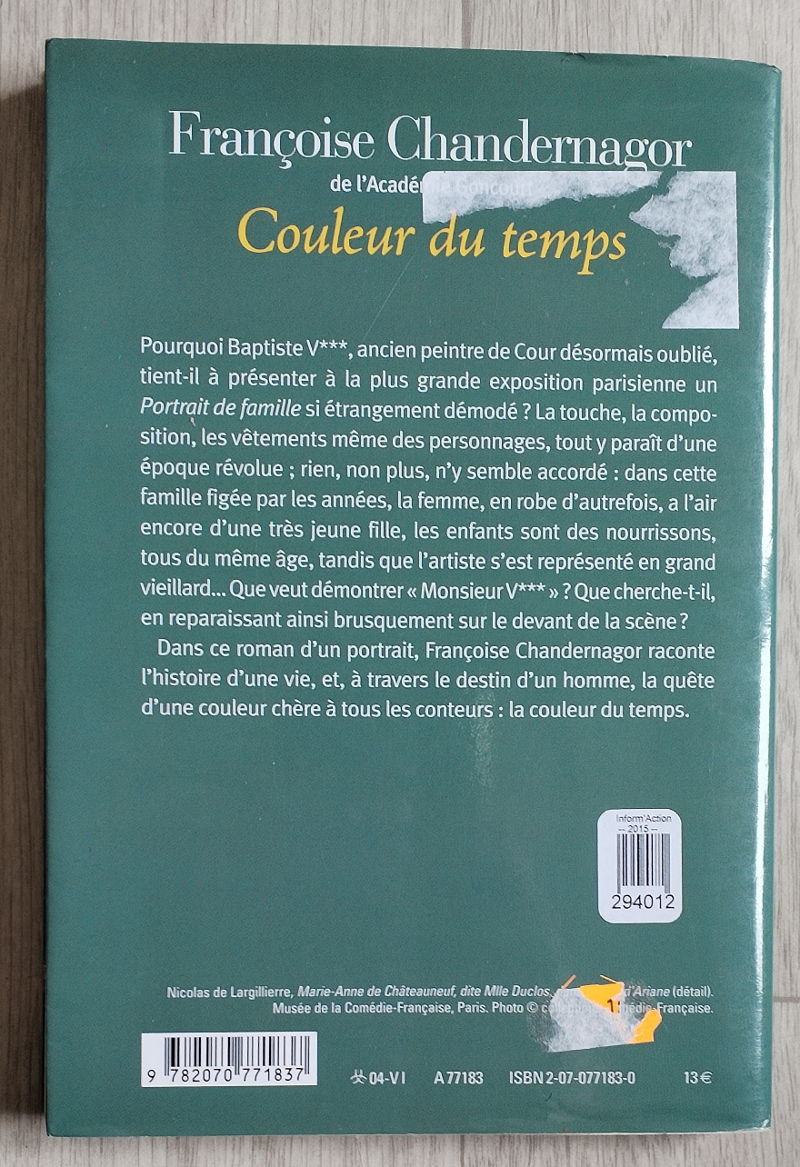 Françoise Chandernagor
de l'Académie Goncourt
Couleur du temps
Pourquoi Baptiste V***, ancien peintre de Cour désormais oublié,
tient-il à présenter à la plus grande exposition parisienne un
Portrait de famille si étrangement démodé ? La touche, la compo-
sition, les vêtements même des personnages, tout y paraît d'une
époque révolue ; rien, non plus, n'y semble accordé : dans cette
famille figée par les années, la femme, en robe d'autrefois, a l'air
encore d'une très jeune fille, les enfants sont des nourrissons,
tous du même âge, tandis que l'artiste s'est représenté en grand
vieillard... Que veut démontrer « Monsieur V*** » ? Que cherche-t-il,
en reparaissant ainsi brusquement sur le devant de la scène ?
Dans ce roman d'un portrait, Françoise Chandernagor raconte
l'histoire d'une vie, et, à travers le destin d'un homme, la quête
d'une couleur chère à tous les conteurs : la couleur du temps.
Inform'Action
-- 2015 --
294012
Nicolas de Largillierre, Marie-Anne de Châteauneuf, dite Mlle Duclos, d'Ariane (détail).
Musée de la Comédie-Française, Paris. Photo © Comédie-Française.
9 782070 771837
04-VI A 77183 ISBN 2-07-077183-0 13 €